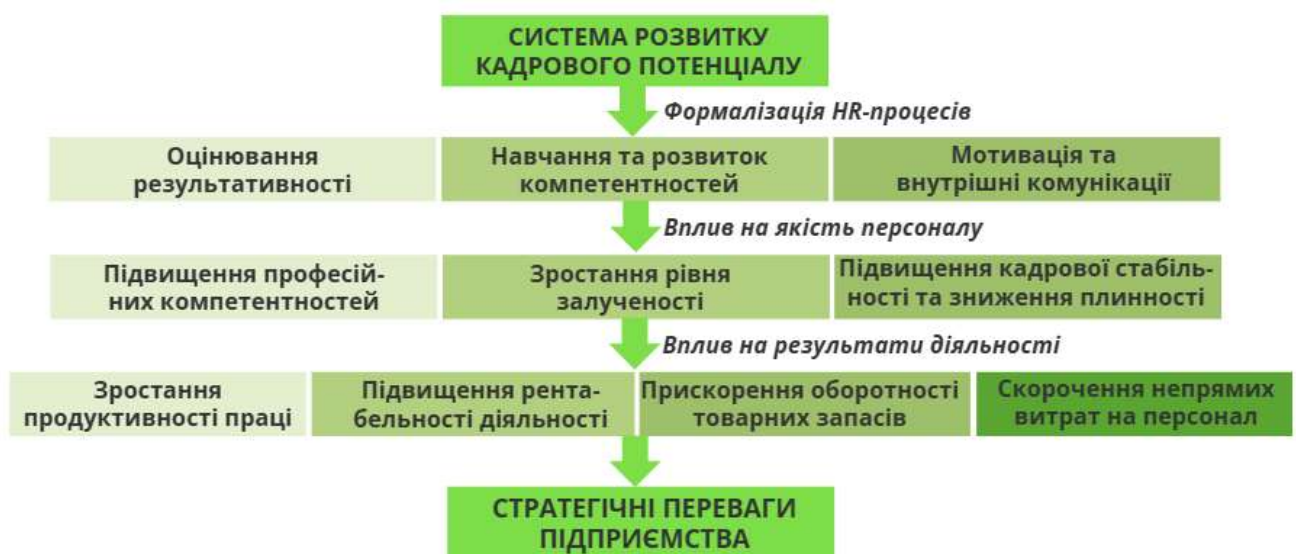 СИСТЕМА РОЗВИТКУ
КАДРОВОГО ПОТЕНЦІАЛУ
Формалізація HR-процесів
Оцінювання
результативності
Навчання та розвиток
компетентностей
Мотивація та
внутрішні комунікації
Вплив на якість персоналу
Підвищення професій-
них компетентностей
Зростання рівня
залученості
Підвищення кадрової стабіль-
ності та зниження плинності
Вплив на результати діяльності
Зростання
продуктивності праці
Підвищення рента-
бельності діяльності
Прискорення оборотності
товарних запасів
Скорочення непрямих
витрат на персонал
СТРАТЕГІЧНІ ПЕРЕВАГИ
ПІДПРИЄМСТВА